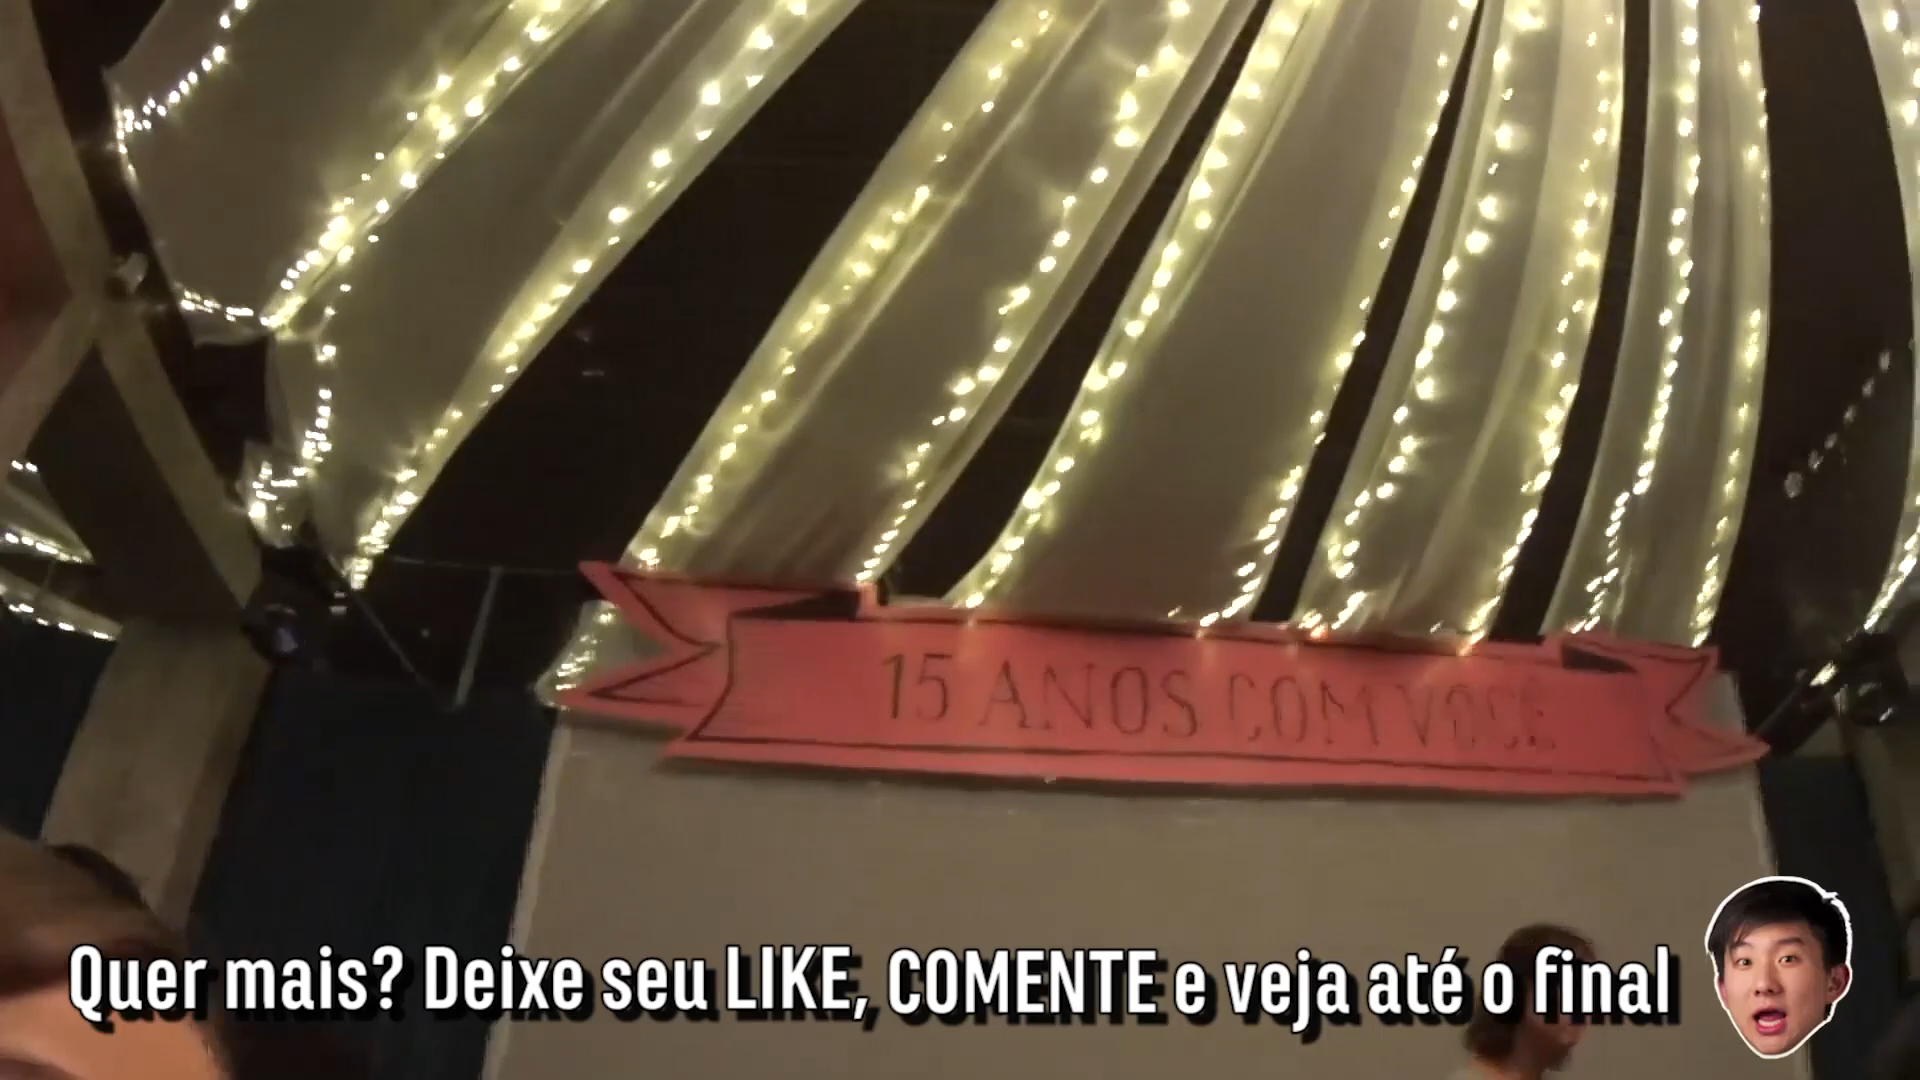 15 ANOS COM VOCÊ
Quer mais? Deixe seu LIKE, COMENTE e veja até o final